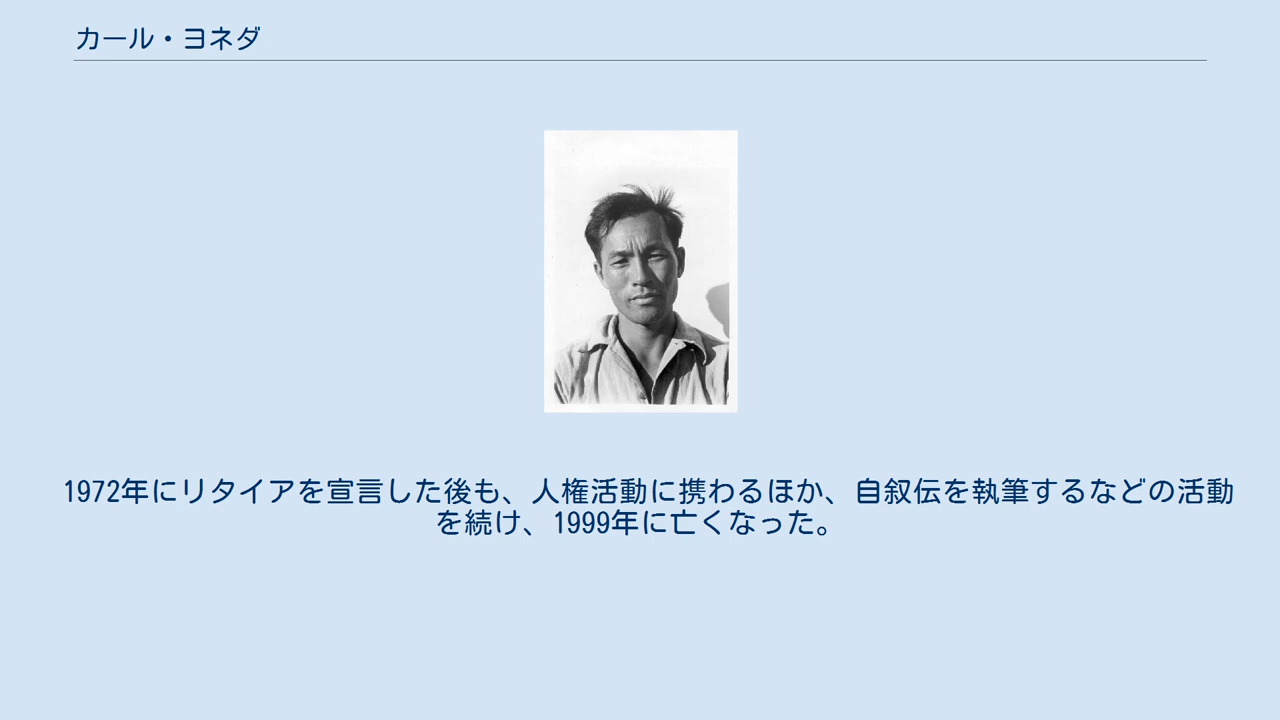 カール・ヨネダ
1972年にリタイアを宣言した後も、人権活動に携わるほか、自叙伝を執筆するなどの活動
を続け、1999年に亡くなった。